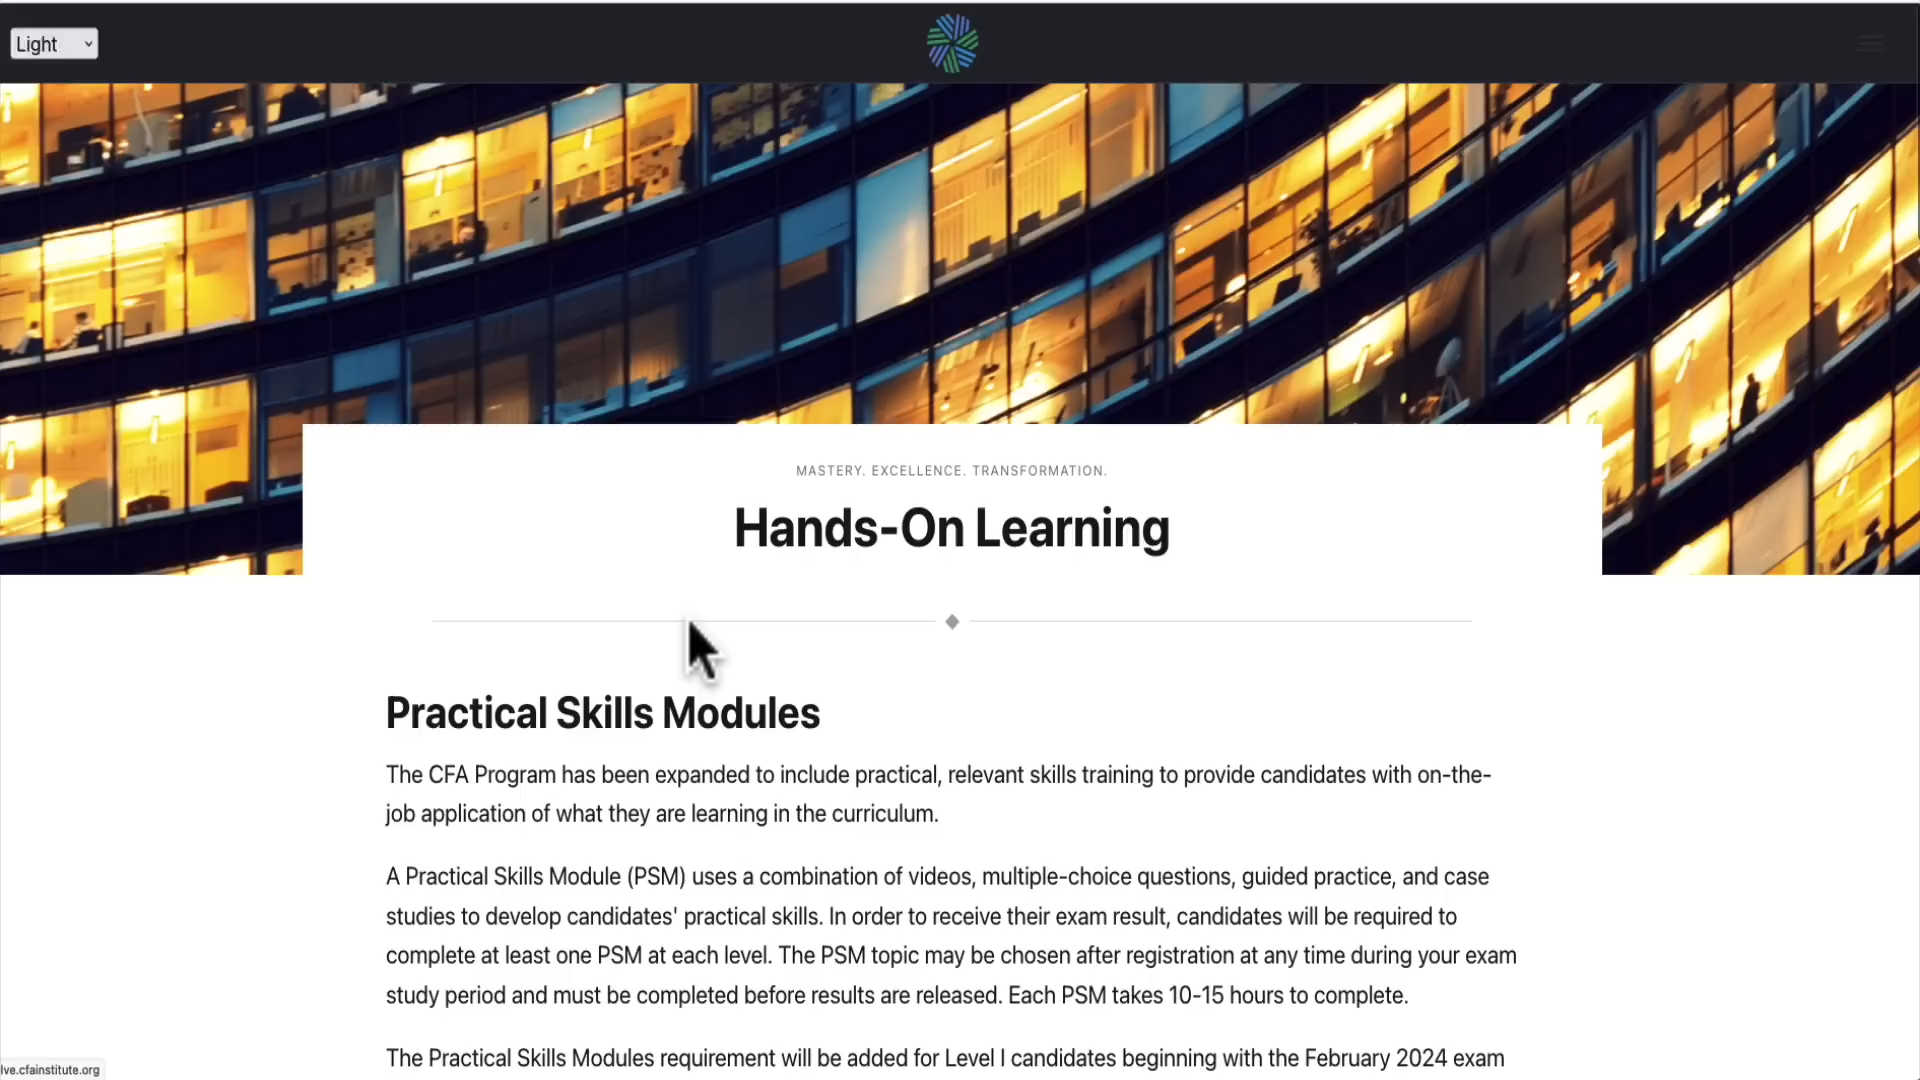 Light
MASTERY. EXCELLENCE. TRANSFORMATION.
Hands-On Learning
Practical Skills Modules
The CFA Program has been expanded to include practical, relevant skills training to provide candidates with on-the-
job application of what they are learning in the curriculum.
A Practical Skills Module (PSM) uses a combination of videos, multiple-choice questions, guided practice, and case
studies to develop candidates' practical skills. In order to receive their exam result, candidates will be required to
complete at least one PSM at each level. The PSM topic may be chosen after registration at any time during your exam
study period and must be completed before results are released. Each PSM takes 10-15 hours to complete.
The Practical Skills Modules requirement will be added for Level I candidates beginning with the February 2024 exam
lve.cfainstitute.org